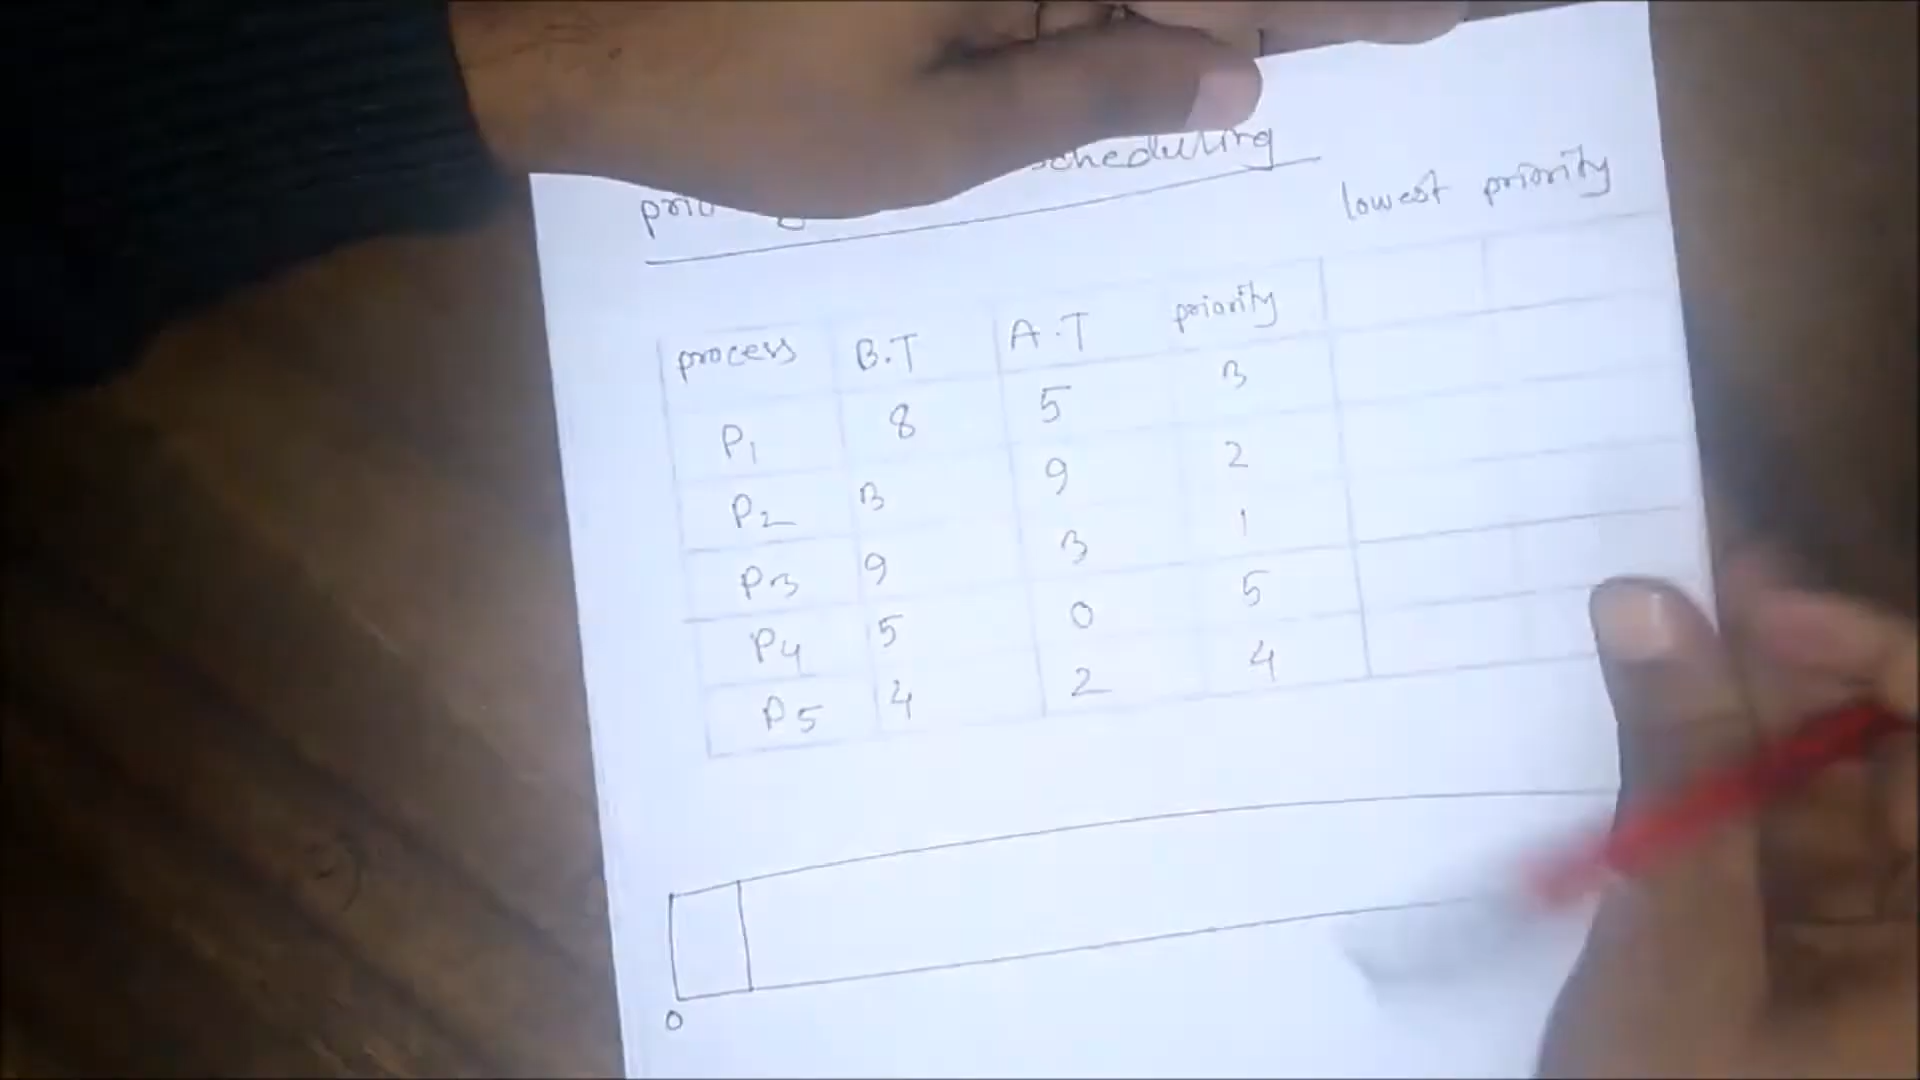 scheduling
lowest priority
process B.T A.T priority
P1 8 5 3
P2 3 9 2
P3 9 3 1
P4 5 0 5
P5 4 2 4
0